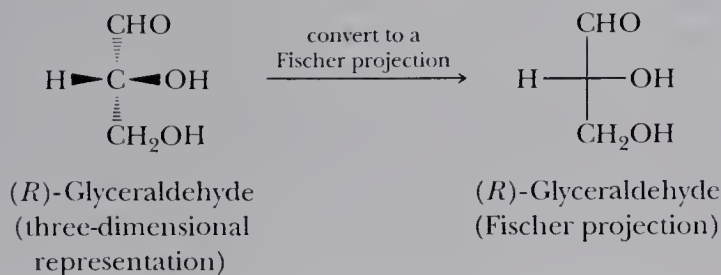 CHO
H C OH
CH₂OH
convert to a
Fischer projection
CHO
H OH
CH₂OH
(R)-Glyceraldehyde
(three-dimensional
representation)
(R)-Glyceraldehyde
(Fischer projection)